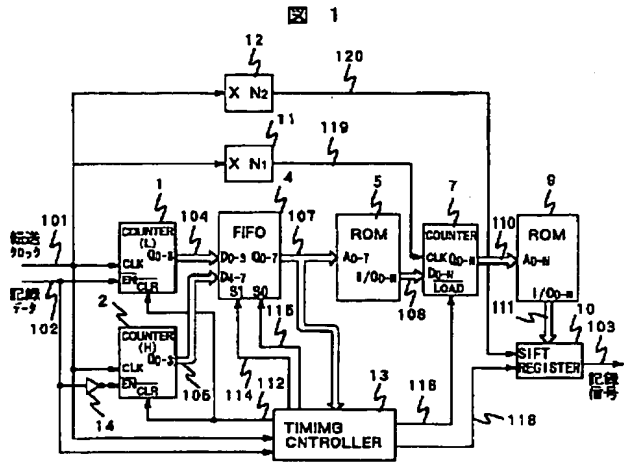 図 1
12
120
X N2
11
119
X N1
1
4
5
7
9
101
転送
クロック
COUNTER
(L)
Q0-3
CLK
EN
CLR
104
FIFO
D0-3 Q0-7
D4-7
S1 S0
107
ROM
A0-7
I/O0-N
108
COUNTER
CLK Q0-N
D0-N
LOAD
110
ROM
A0-N
I/O0-M
111
10
103
記録
データ
102
2
COUNTER
(H)
Q0-3
CLK
EN
CLR
105
14
112
114
115
13
116
118
TIMIMG
CNTROLLER
SIFT
REGISTER
記録
信号